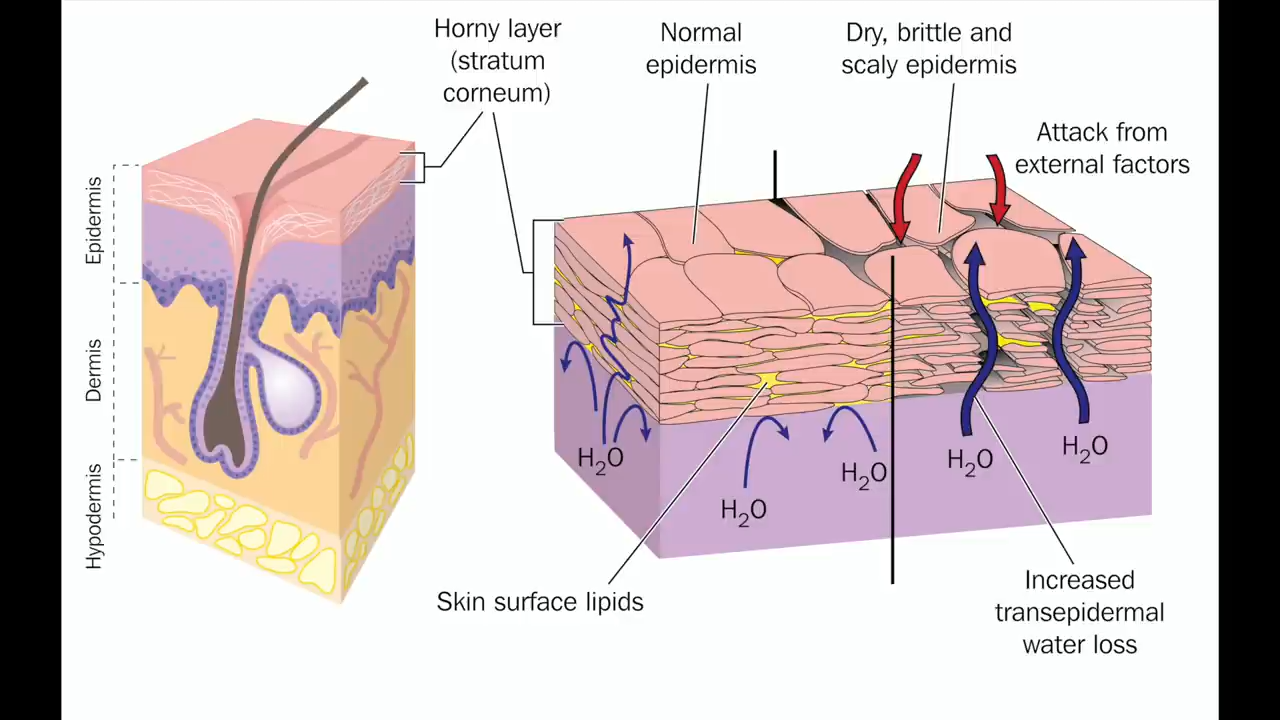 Horny layer
(stratum
corneum)
Normal
epidermis
Dry, brittle and
scaly epidermis
Attack from
external factors
Epidermis
Dermis
Hypodermis
H₂O
H₂O
H₂O
H₂O
H₂O
Skin surface lipids
Increased
transepidermal
water loss